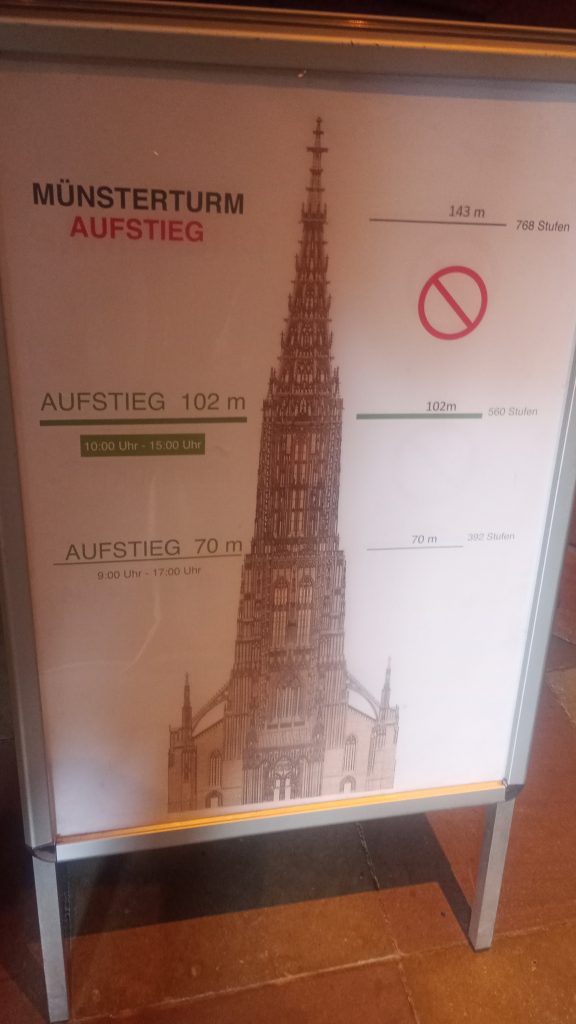 MÜNSTERTURM
AUFSTIEG
143 m
768 Stufen
AUFSTIEG 102 m
10:00 Uhr - 15:00 Uhr
102m
560 Stufen
AUFSTIEG 70 m
9:00 Uhr - 17:00 Uhr
70 m
392 Stufen